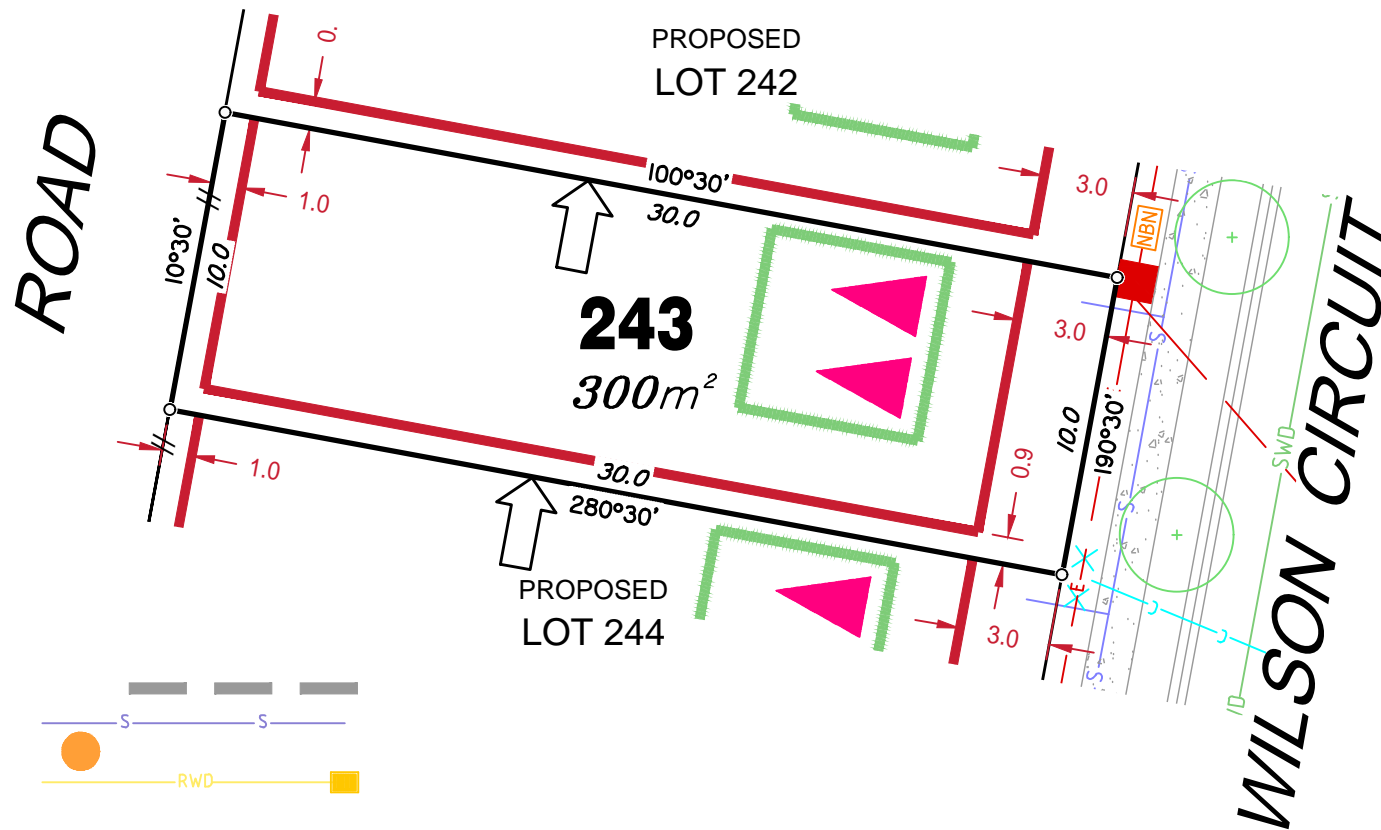 PROPOSED
LOT 242
0.
ROAD
100°30'
30.0
3.0
1.0
NBN
10°30'
10.0
243
300m²
3.0
S
10.0
190°30'
0.9
SWD
WILSON CIRCUIT
30.0
280°30'
1.0
S
PROPOSED
LOT 244
3.0
E
S
S
S
RWD